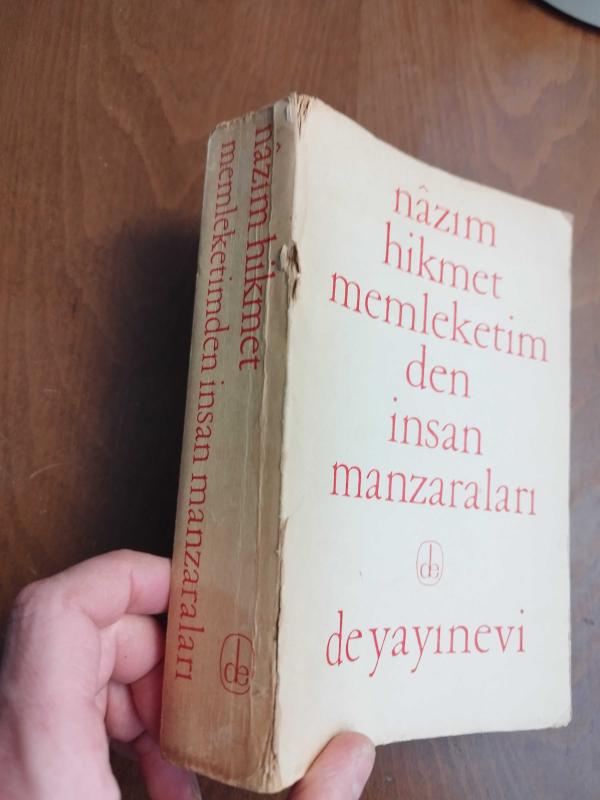 nâzım hikmet
memleketimden insan manzaraları
de
nâzım
hikmet
memleketim
den
insan
manzaraları
de
de yayınevi